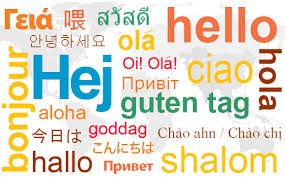 Γειά
喂
สวัสดี
hello
안녕하세요
olá
Hej
Oi! Olá!
ciao
Привіт
hola
bonjour
aloha
guten tag
今日は
goddag
Chào ahn / Chào chị
hallo
こんにちは
Привет
shalom